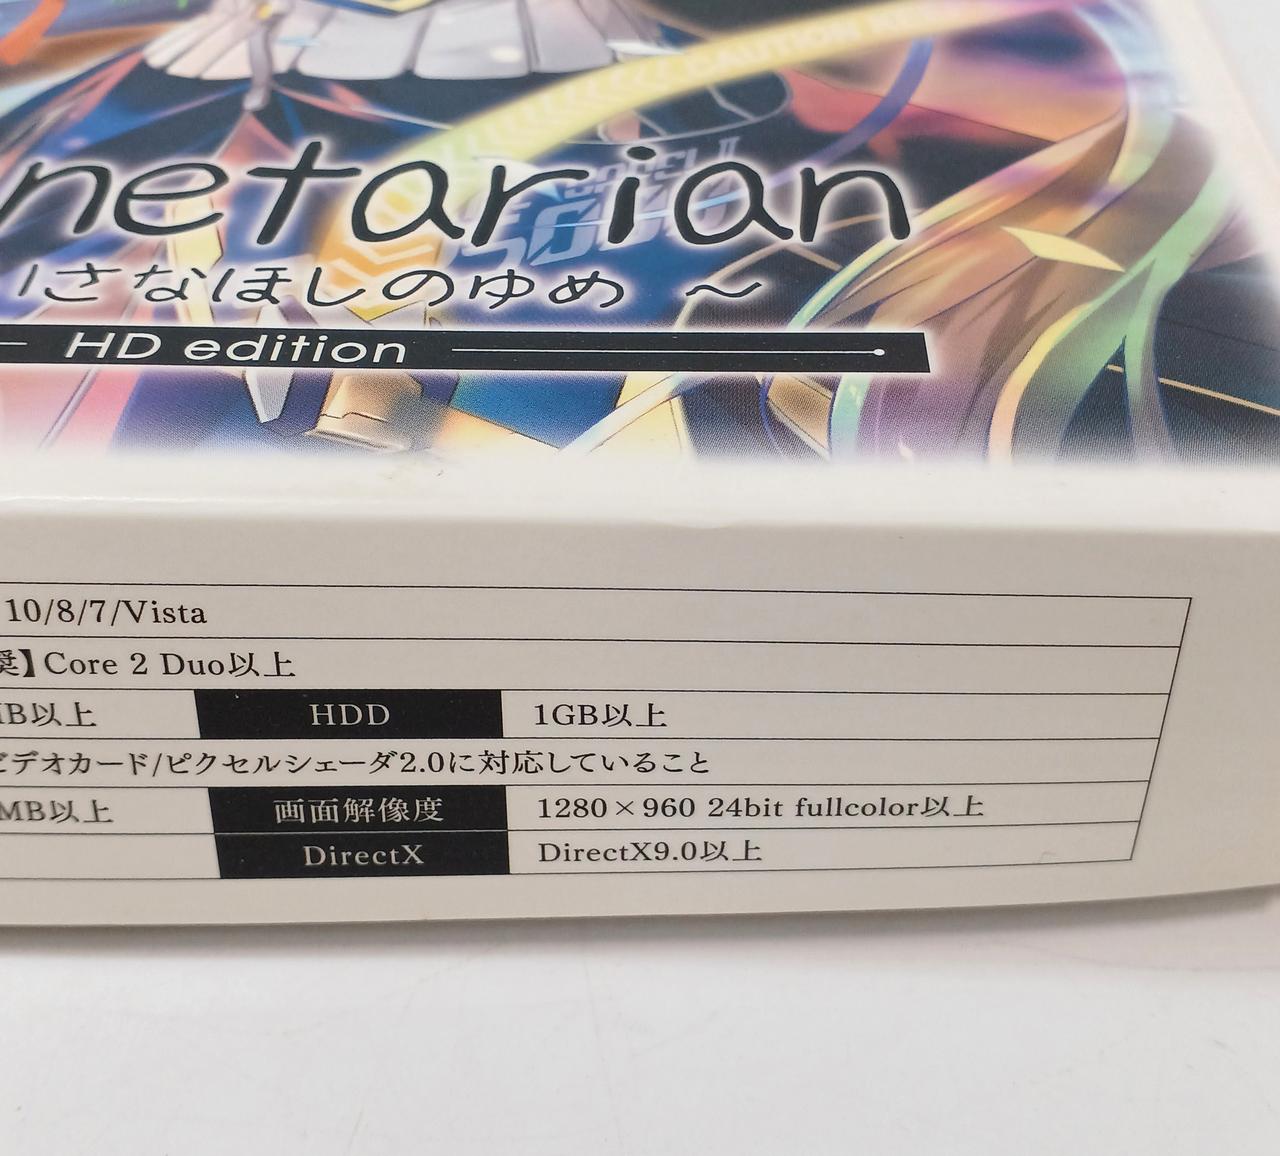 CAUTION
netarian
さなほしのゆめ ～
HD edition
10/8/7/Vista
奨】Core 2 Duo以上
MB以上 HDD 1GB以上
ビデオカード/ピクセルシェーダ2.0に対応していること
MB以上 画面解像度 1280×960 24bit fullcolor以上
DirectX DirectX9.0以上